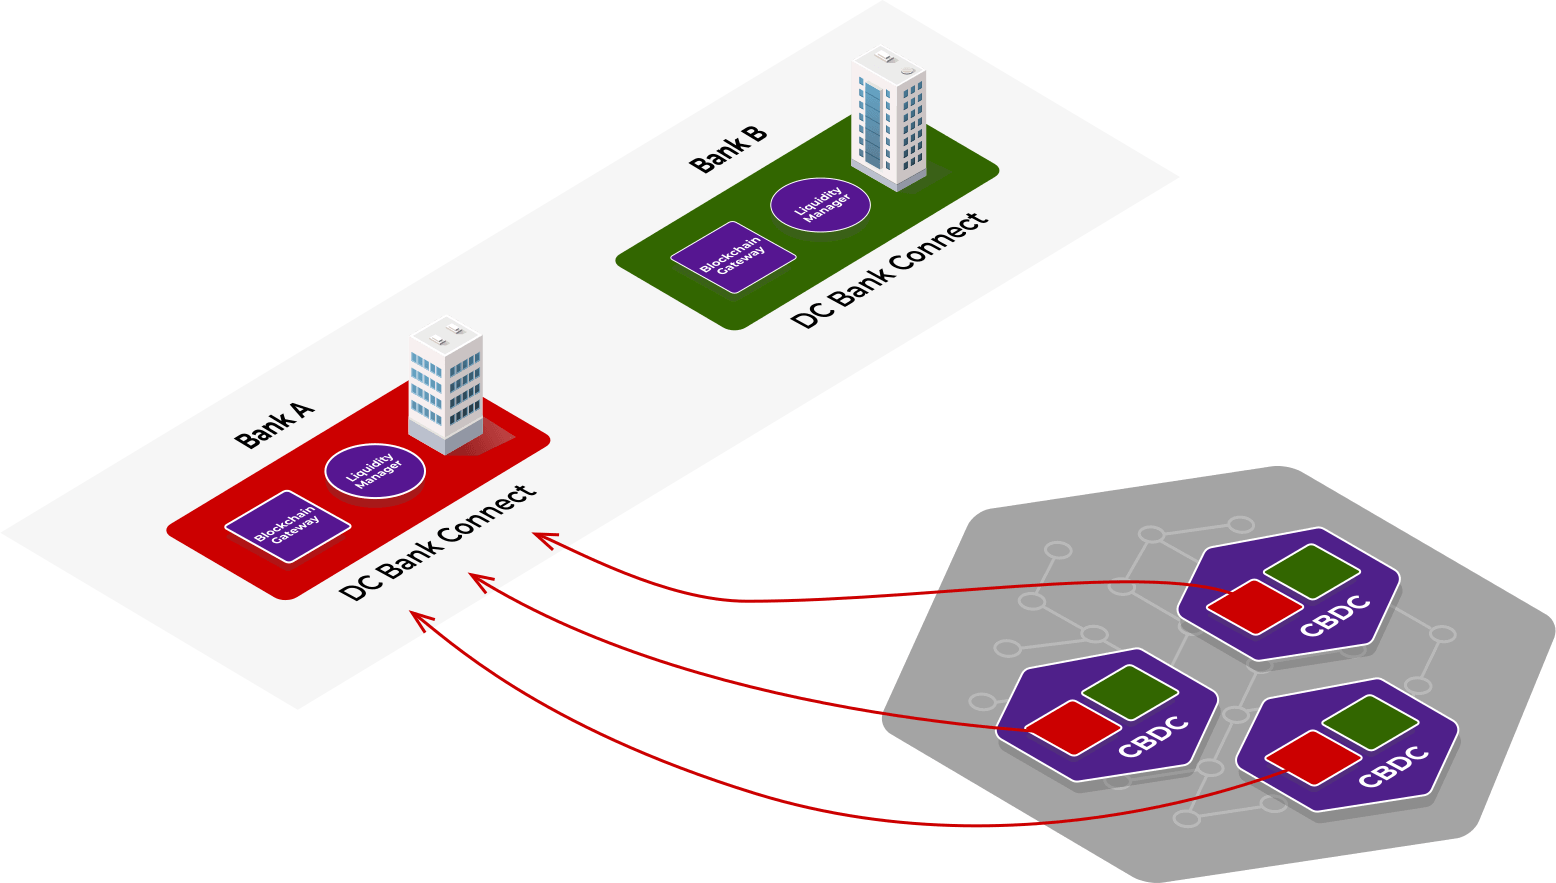 Bank B
Liquidity
Manager
Blockchain
Gateway
DC Bank Connect
Bank A
Liquidity
Manager
Blockchain
Gateway
DC Bank Connect
CBDC
CBDC
CBDC